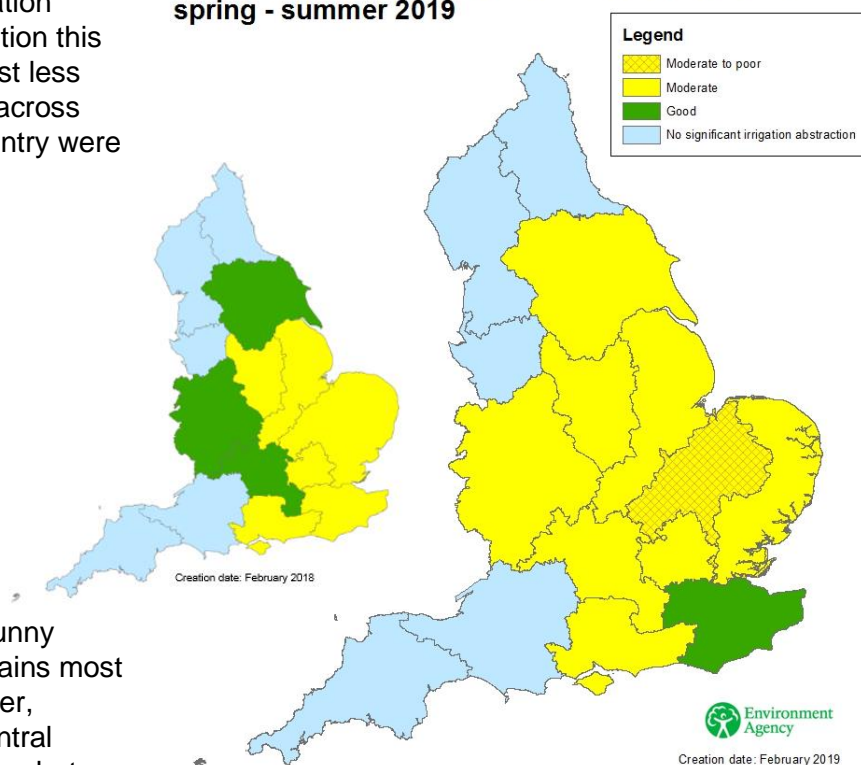 ation
tion this
st less
across
ntry were
spring - summer 2019
Legend
Moderate to poor
Moderate
Good
No significant irrigation abstraction
Creation date: February 2018
unny
ains most
er,
ntral
Environment
Agency
Creation date: February 2019